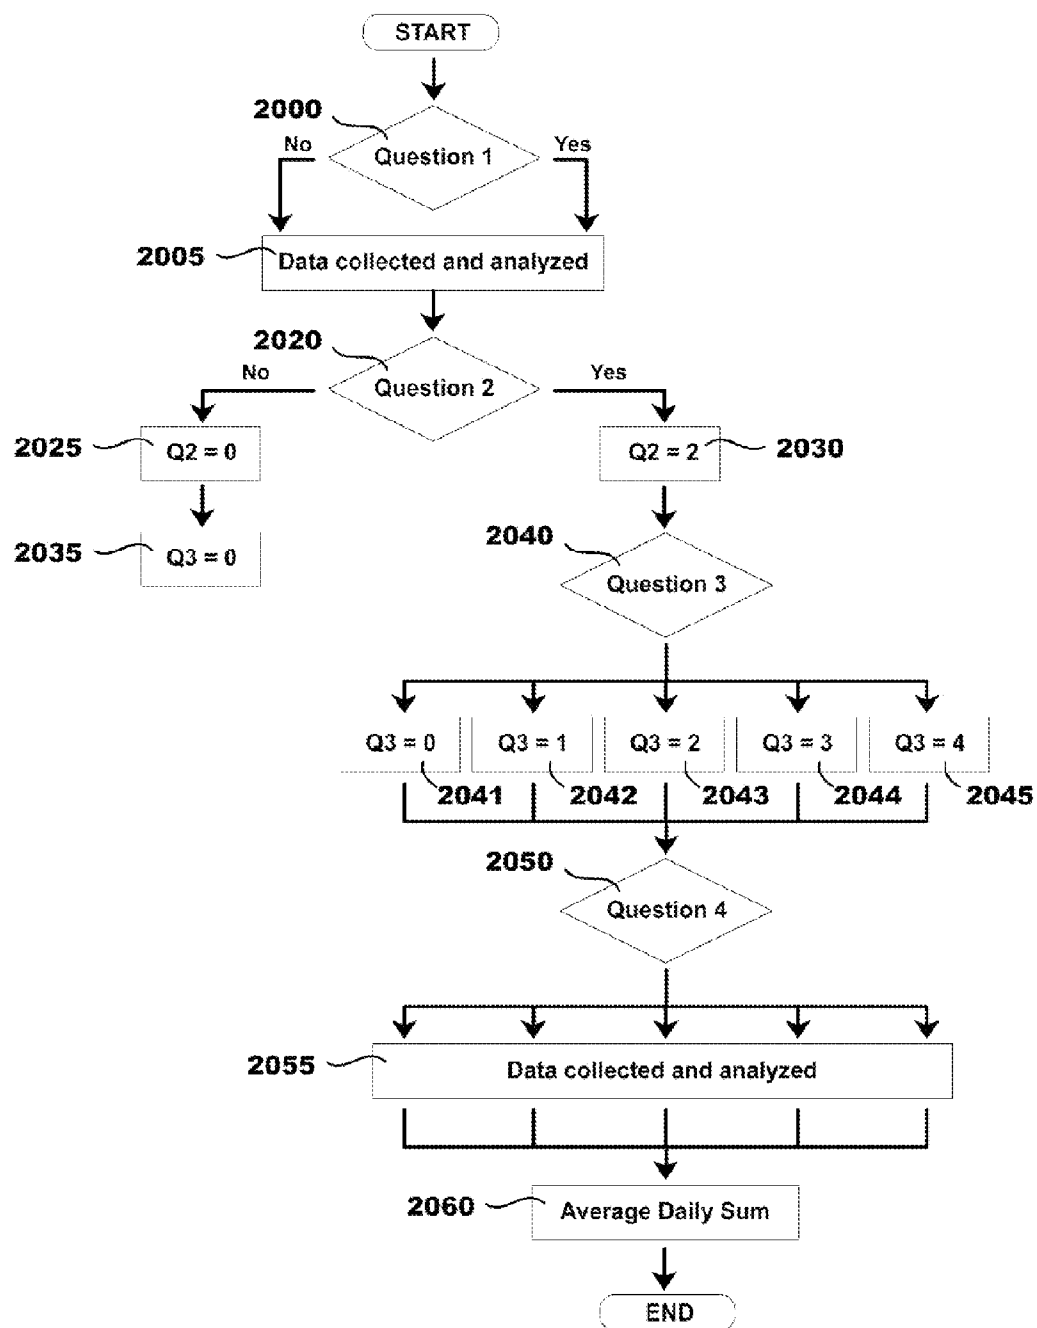 START
2000
No
Question 1
Yes
2005
Data collected and analyzed
2020
No
Question 2
Yes
2025
Q2 = 0
Q2 = 2
2030
2035
Q3 = 0
2040
Question 3
Q3 = 0
Q3 = 1
Q3 = 2
Q3 = 3
Q3 = 4
2041
2042
2043
2044
2045
2050
Question 4
2055
Data collected and analyzed
2060
Average Daily Sum
END